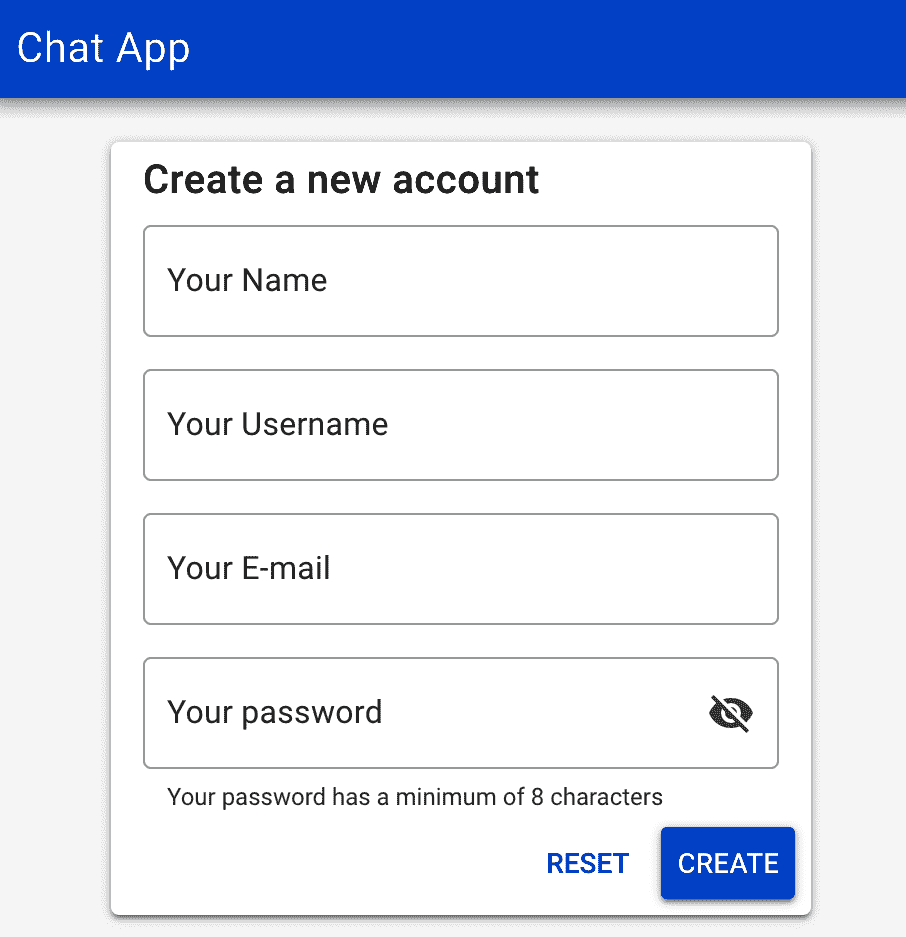 Chat App
Create a new account
Your Name
Your Username
Your E-mail
Your password
Your password has a minimum of 8 characters
RESET CREATE